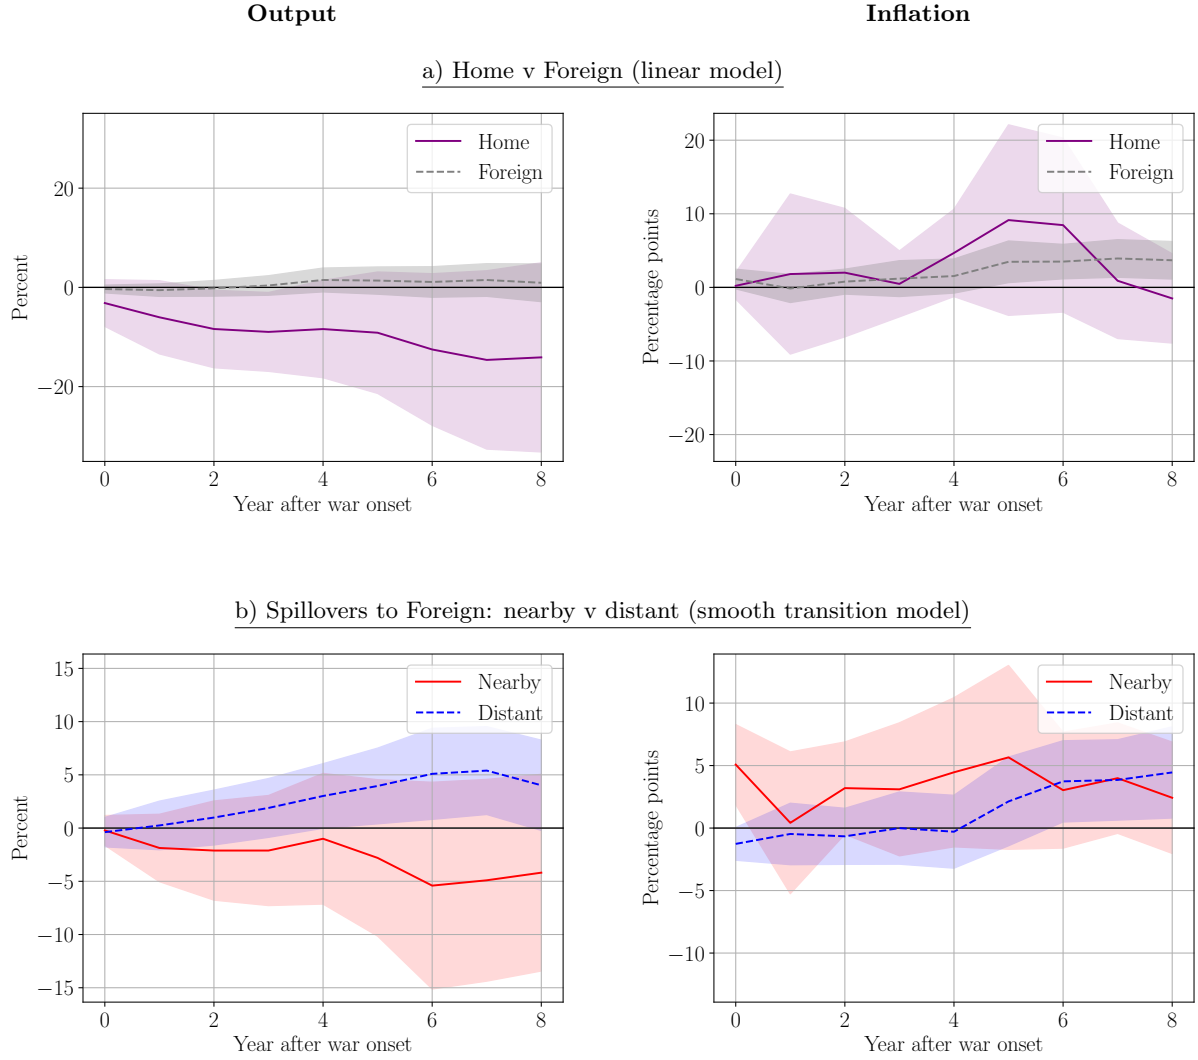 Output
Inflation
a) Home v Foreign (linear model)
Percent
20
0
−20
0 2 4 6 8
Year after war onset
Home
Foreign
Percentage points
20
10
0
−10
−20
0 2 4 6 8
Year after war onset
Home
Foreign
b) Spillovers to Foreign: nearby v distant (smooth transition model)
Percent
15
10
5
0
−5
−10
−15
0 2 4 6 8
Year after war onset
Nearby
Distant
Percentage points
10
5
0
−5
−10
0 2 4 6 8
Year after war onset
Nearby
Distant